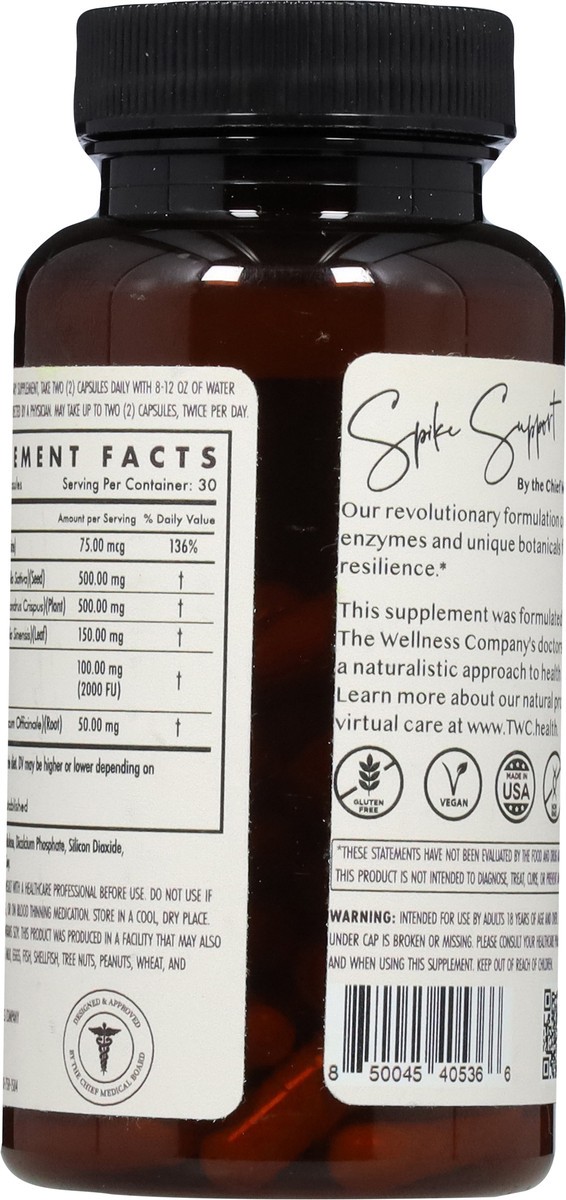 SUPPLEMENT, TAKE TWO (2) CAPSULES DAILY WITH 8-12 OZ OF WATER
BY A PHYSICIAN. MAY TAKE UP TO TWO (2) CAPSULES, TWICE PER DAY.
EMENT FACTS
Serving Per Container: 30
Amount per Serving % Daily Value
75.00 mcg 136%
Sativa)(Seed) 500.00 mg †
Crispus)(Plant) 500.00 mg †
Sinensis)(Leaf) 150.00 mg †
100.00 mg
(2000 FU) †
Officinale)(Root) 50.00 mg †
diet. DV may be higher or lower depending on
established
Dicalcium Phosphate, Silicon Dioxide,
WITH A HEALTHCARE PROFESSIONAL BEFORE USE. DO NOT USE IF
OR ON BLOOD THINNING MEDICATION. STORE IN A COOL, DRY PLACE.
SOY. THIS PRODUCT WAS PRODUCED IN A FACILITY THAT MAY ALSO
EGGS, FISH, SHELLFISH, TREE NUTS, PEANUTS, WHEAT, AND
COMPANY
DESIGNED & APPROVED
BY THE CHIEF MEDICAL BOARD
Spike Support
By the Chief
Our revolutionary formulation
enzymes and unique botanicals
resilience.*
This supplement was formulated
The Wellness Company's doctor
a naturalistic approach to health
Learn more about our natural pr
virtual care at www.TWC.health.
GLUTEN
FREE
VEGAN
MADE IN
USA
*THESE STATEMENTS HAVE NOT BEEN EVALUATED BY THE FOOD AND
THIS PRODUCT IS NOT INTENDED TO DIAGNOSE, TREAT, CURE, OR PREVENT
WARNING: INTENDED FOR USE BY ADULTS 18 YEARS OF AGE AND
UNDER CAP IS BROKEN OR MISSING. PLEASE CONSULT YOUR HEALTHCARE
AND WHEN USING THIS SUPPLEMENT. KEEP OUT OF REACH OF CHILDREN.
8 50045 40536 6